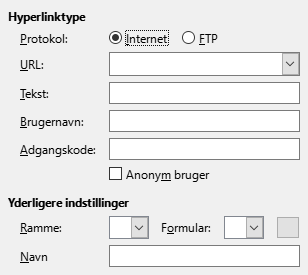 Hyperlinktype
Protokol: Internet FTP
URL:
Tekst:
Brugernavn:
Adgangskode:
Anonym bruger
Yderligere indstillinger
Ramme: Formular:
Navn